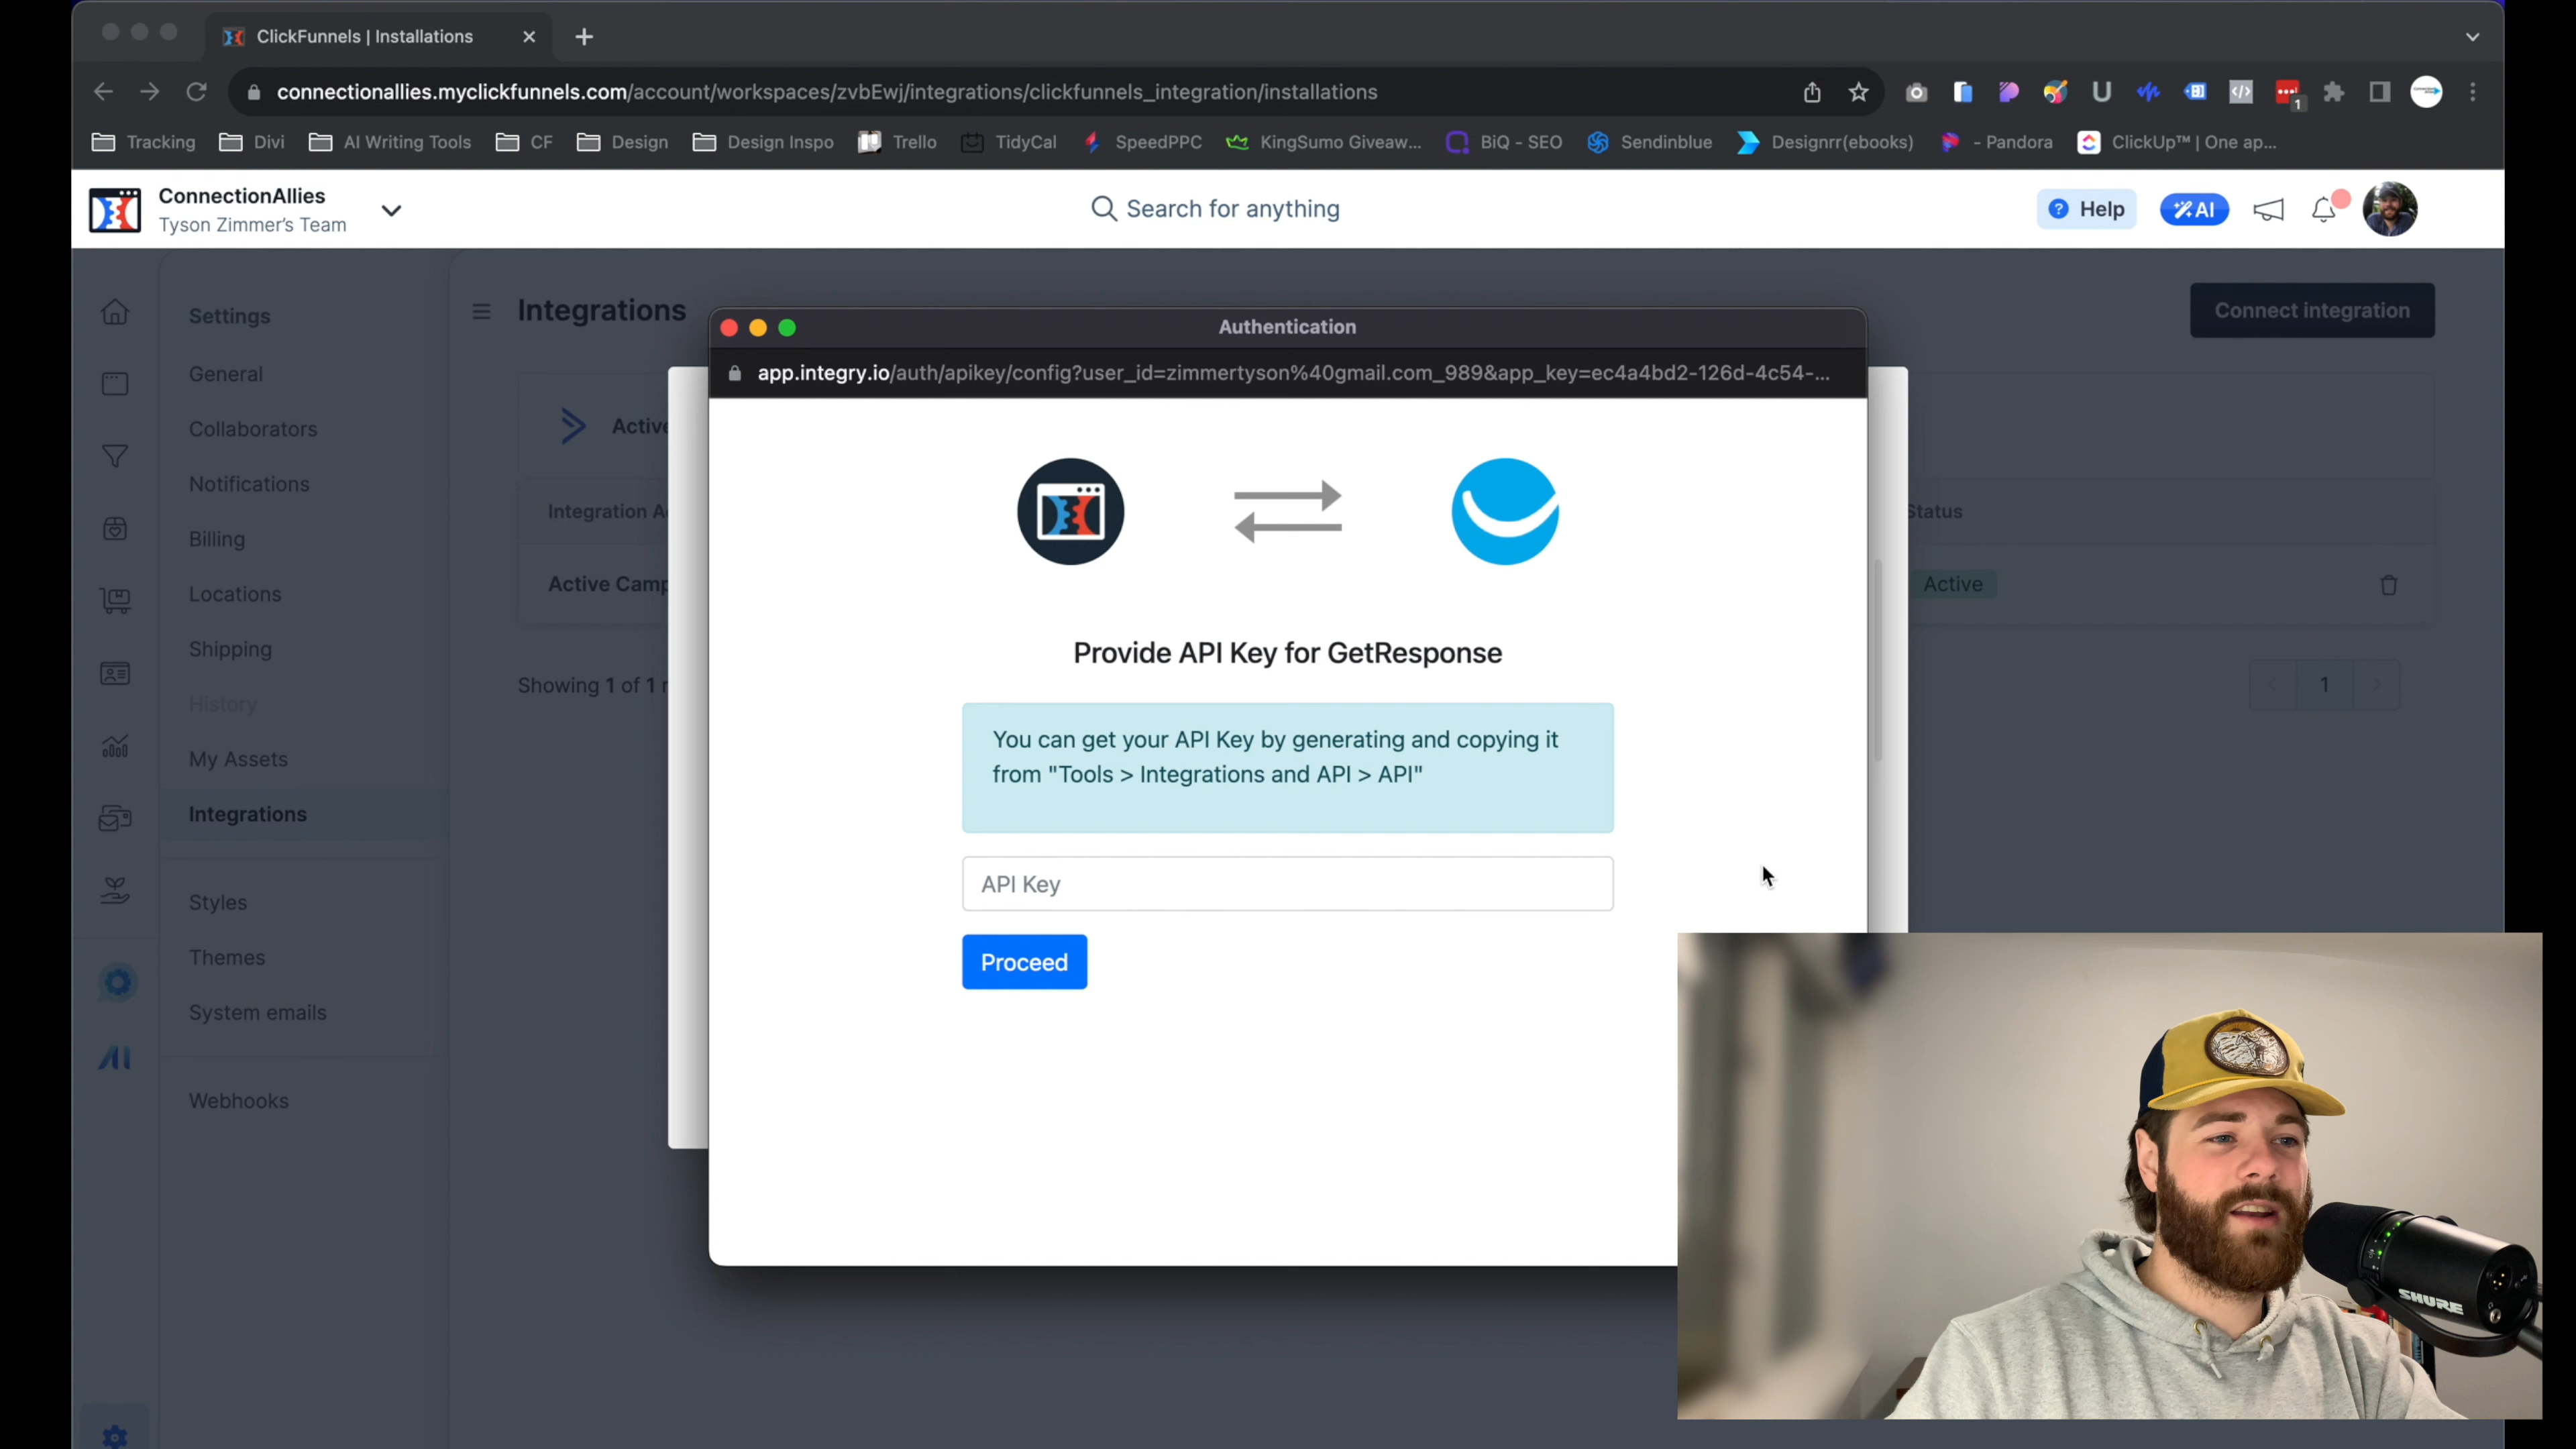 ClickFunnels | Installations
connectionallies.myclickfunnels.com/account/workspaces/zvbEwj/integrations/clickfunnels_integration/installations
1
Tracking Divi AI Writing Tools CF Design Design Inspo Trello TidyCal SpeedPPC KingSumo Giveaw... BiQ - SEO Sendinblue Designrr(ebooks) - Pandora ClickUp™ | One ap...
ConnectionAllies
Tyson Zimmer's Team
Search for anything
Help
AI
Settings
General
Collaborators
Notifications
Billing
Locations
Shipping
History
My Assets
Integrations
Styles
Themes
System emails
Webhooks
AI
Integrations
Connect integration
Active
Integration A
Status
Active Camp
Active
Showing 1 of 1 r
1
Authentication
app.integry.io/auth/apikey/config?user_id=zimmertyson%40gmail.com_989&app_key=ec4a4bd2-126d-4c54-...
Provide API Key for GetResponse
You can get your API Key by generating and copying it
from "Tools > Integrations and API > API"
API Key
Proceed
SHURE